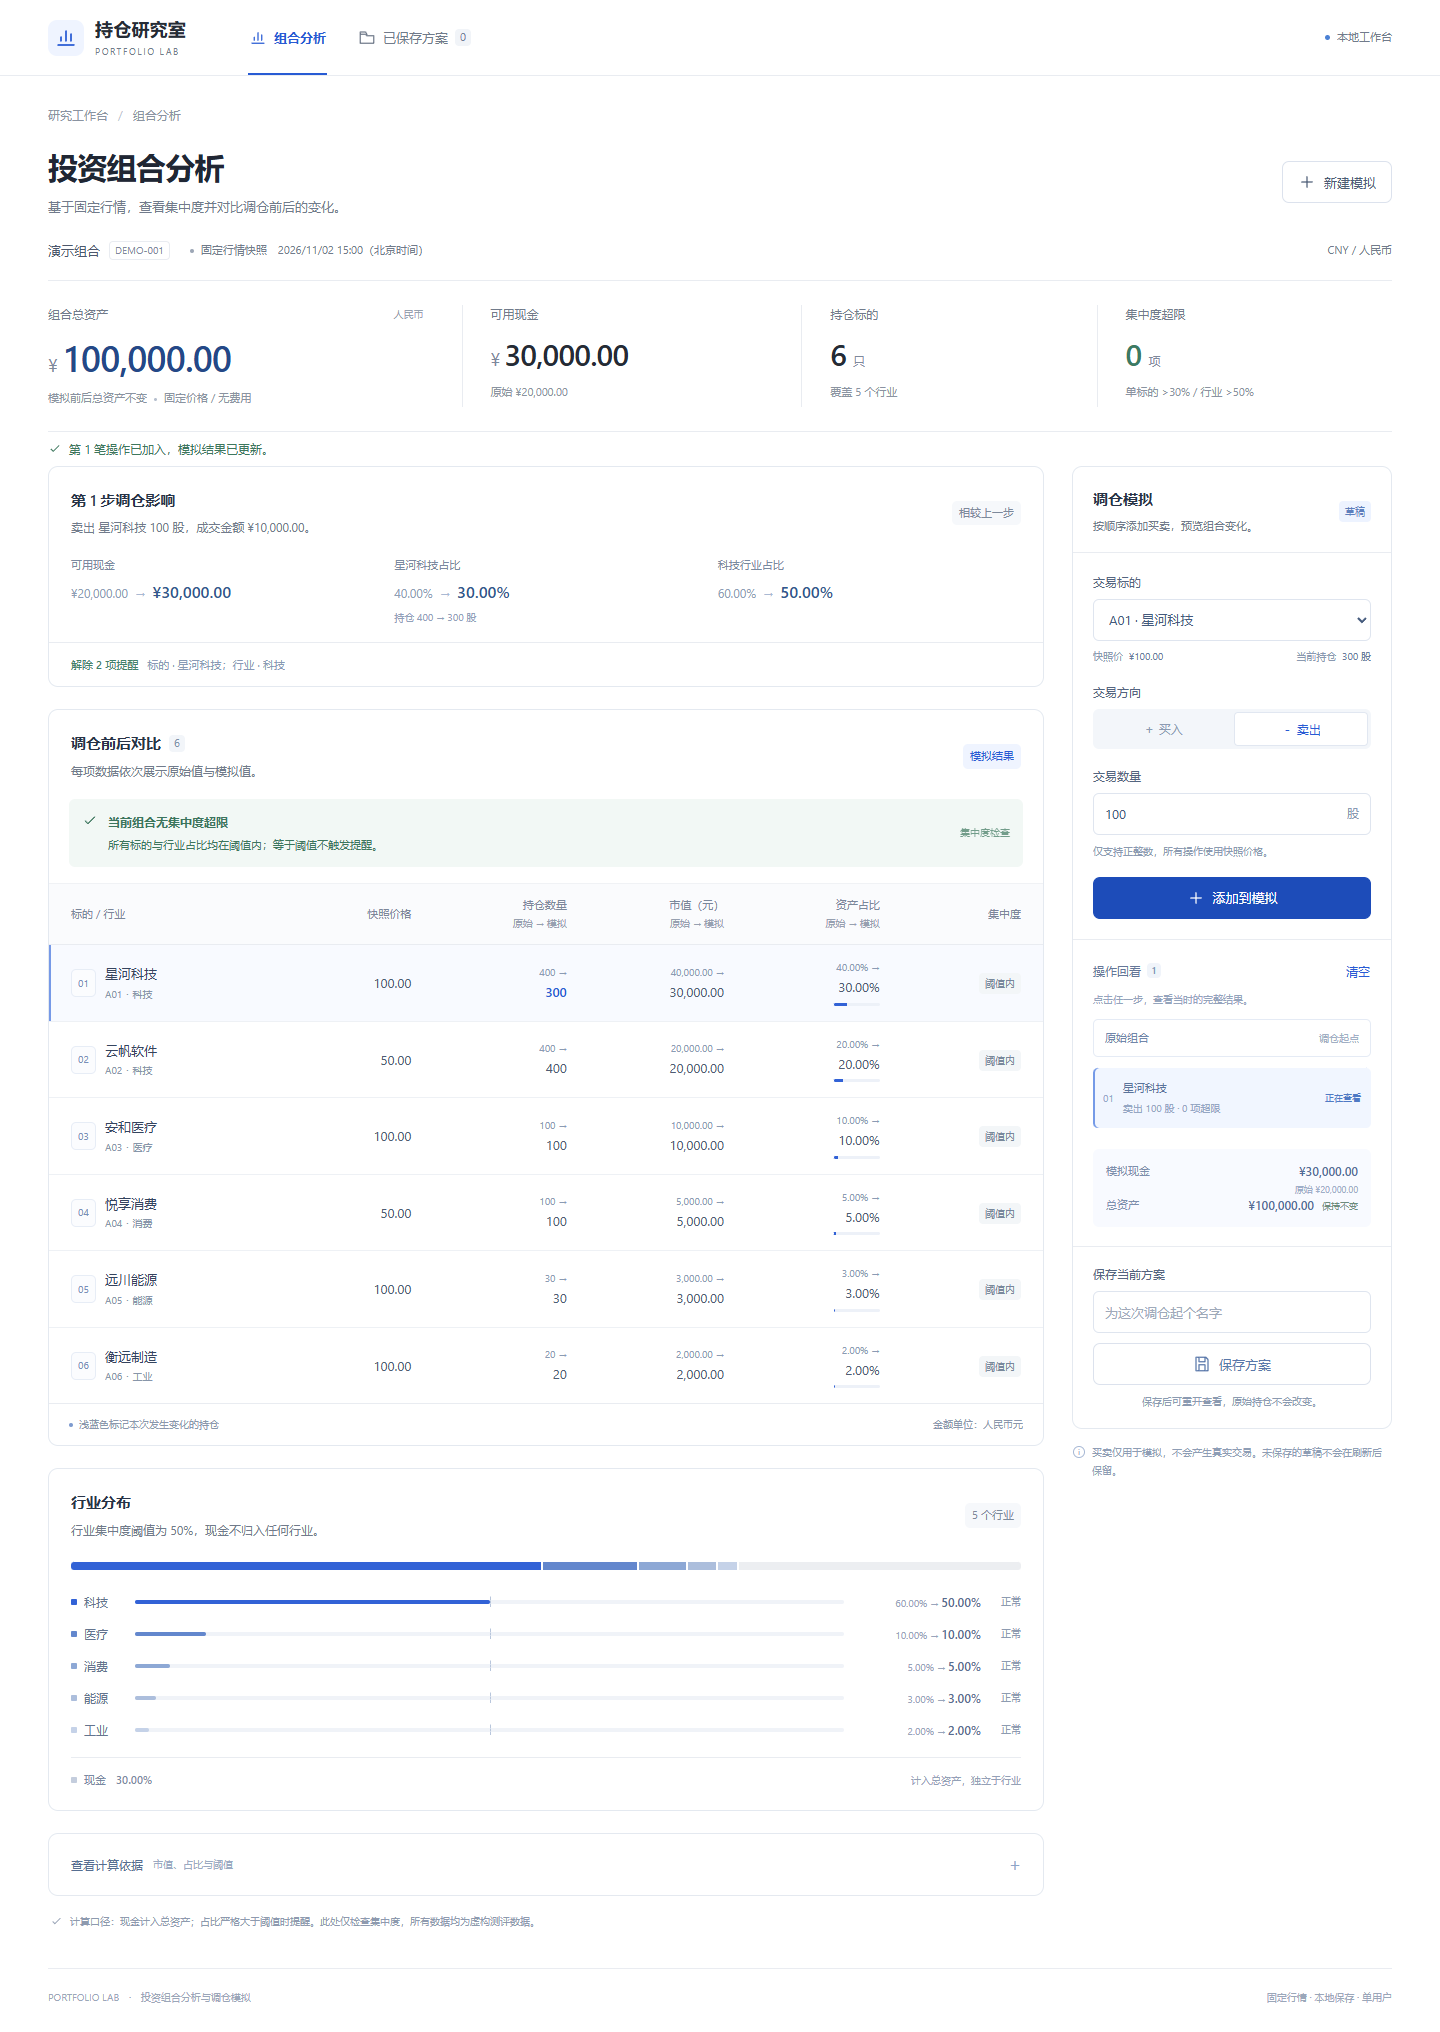 持仓研究室
PORTFOLIO LAB
组合分析
已保存方案 0
本地工作台
研究工作台 / 组合分析
投资组合分析
基于固定行情，查看集中度并对比调仓前后的变化。
+ 新建模拟
演示组合 DEMO-001 • 固定行情快照 2026/11/02 15:00（北京时间）
CNY / 人民币
组合总资产 人民币
¥ 100,000.00
模拟前后总资产不变 • 固定价格 / 无费用
可用现金
¥ 30,000.00
原始 ¥20,000.00
持仓标的
6 只
覆盖 5 个行业
集中度超限
0 项
单标的 >30% / 行业 >50%
✓ 第 1 笔操作已加入，模拟结果已更新。
第 1 步调仓影响
卖出 星河科技 100 股，成交金额 ¥10,000.00。
相较上一步
可用现金
¥20,000.00 → ¥30,000.00
星河科技占比
40.00% → 30.00%
持仓 400 → 300 股
科技行业占比
60.00% → 50.00%
解除 2 项提醒 标的 · 星河科技；行业 · 科技
调仓前后对比 6
每项数据依次展示原始值与模拟值。
模拟结果
✓ 当前组合无集中度超限
所有标的与行业占比均在阈值内；等于阈值不触发提醒。
集中度检查
标的 / 行业 快照价格 持仓数量 市值（元） 资产占比 集中度
原始 → 模拟 原始 → 模拟 原始 → 模拟
01 星河科技 A01 · 科技 100.00 400 → 300 40,000.00 → 30,000.00 40.00% → 30.00% 阈值内
02 云帆软件 A02 · 科技 50.00 400 → 400 20,000.00 → 20,000.00 20.00% → 20.00% 阈值内
03 安和医疗 A03 · 医疗 100.00 100 → 100 10,000.00 → 10,000.00 10.00% → 10.00% 阈值内
04 悦享消费 A04 · 消费 50.00 100 → 100 5,000.00 → 5,000.00 5.00% → 5.00% 阈值内
05 远川能源 A05 · 能源 100.00 30 → 30 3,000.00 → 3,000.00 3.00% → 3.00% 阈值内
06 衡远制造 A06 · 工业 100.00 20 → 20 2,000.00 → 2,000.00 2.00% → 2.00% 阈值内
• 浅蓝色标记本次发生变化的持仓
金额单位：人民币元
行业分布
行业集中度阈值为 50%，现金不归入任何行业。
5 个行业
科技 60.00% → 50.00% 正常
医疗 10.00% → 10.00% 正常
消费 5.00% → 5.00% 正常
能源 3.00% → 3.00% 正常
工业 2.00% → 2.00% 正常
现金 30.00%
计入总资产，独立于行业
查看计算依据 市值、占比与阈值 +
✓ 计算口径：现金计入总资产；占比严格大于阈值时提醒。此处仅检查集中度，所有数据均为虚构测评数据。
调仓模拟
按顺序添加买卖，预览组合变化。
草稿
交易标的
A01 · 星河科技
快照价 ¥100.00 当前持仓 300 股
交易方向
+ 买入 - 卖出
交易数量
100 股
仅支持正整数，所有操作使用快照价格。
+ 添加到模拟
操作回看 1 清空
点击任一步，查看当时的完整结果。
原始组合 调仓起点
01 星河科技
卖出 100 股 · 0 项超限
正在查看
模拟现金 ¥30,000.00
原始 ¥20,000.00
总资产 ¥100,000.00 保持不变
保存当前方案
为这次调仓起个名字
保存方案
保存后可重开查看，原始持仓不会改变。
买卖仅用于模拟，不会产生真实交易。未保存的草稿不会在刷新后
保留。
PORTFOLIO LAB · 投资组合分析与调仓模拟
固定行情 · 本地保存 · 单用户